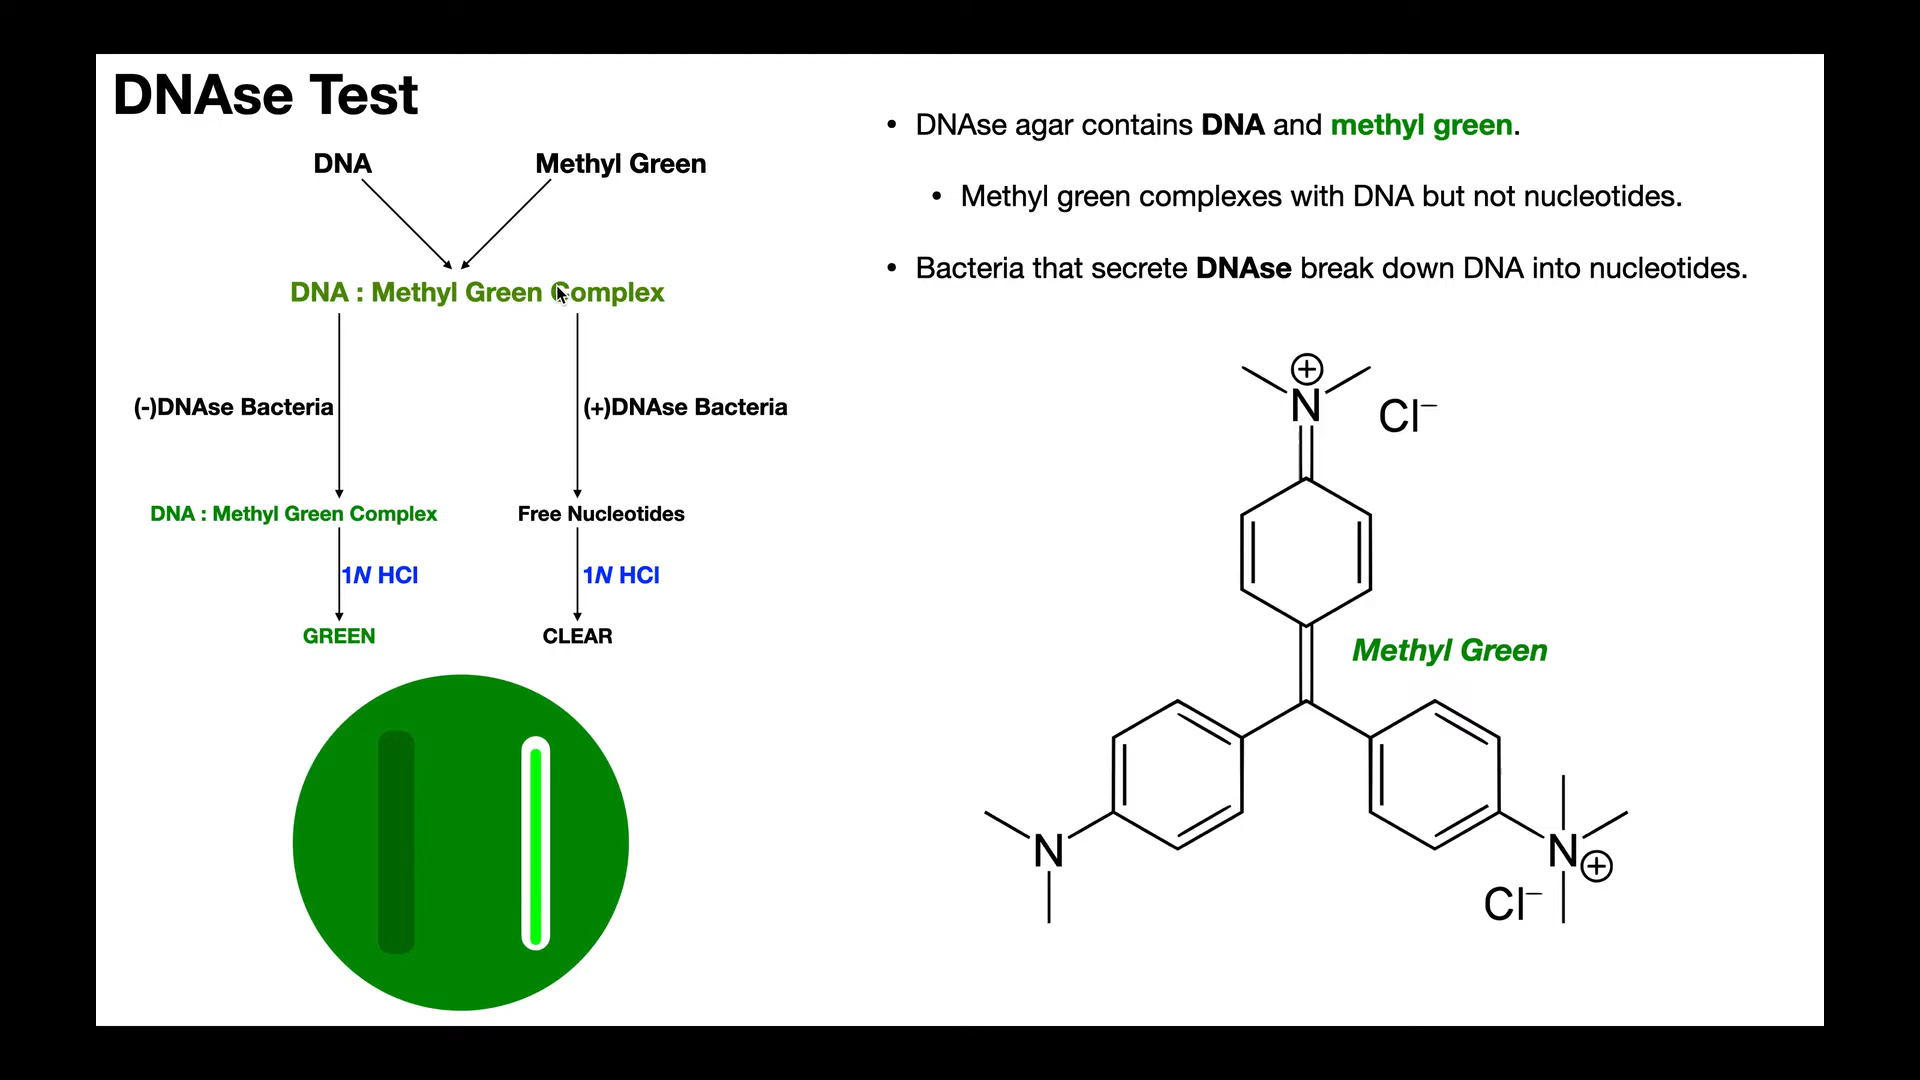 DNAse Test
DNA
Methyl Green
DNA : Methyl Green Complex
(-)DNAse Bacteria
(+)DNAse Bacteria
DNA : Methyl Green Complex
Free Nucleotides
1N HCl
1N HCl
GREEN
CLEAR
• DNAse agar contains DNA and methyl green.
• Methyl green complexes with DNA but not nucleotides.
• Bacteria that secrete DNAse break down DNA into nucleotides.
N +
Cl−
Methyl Green
N
N +
Cl−